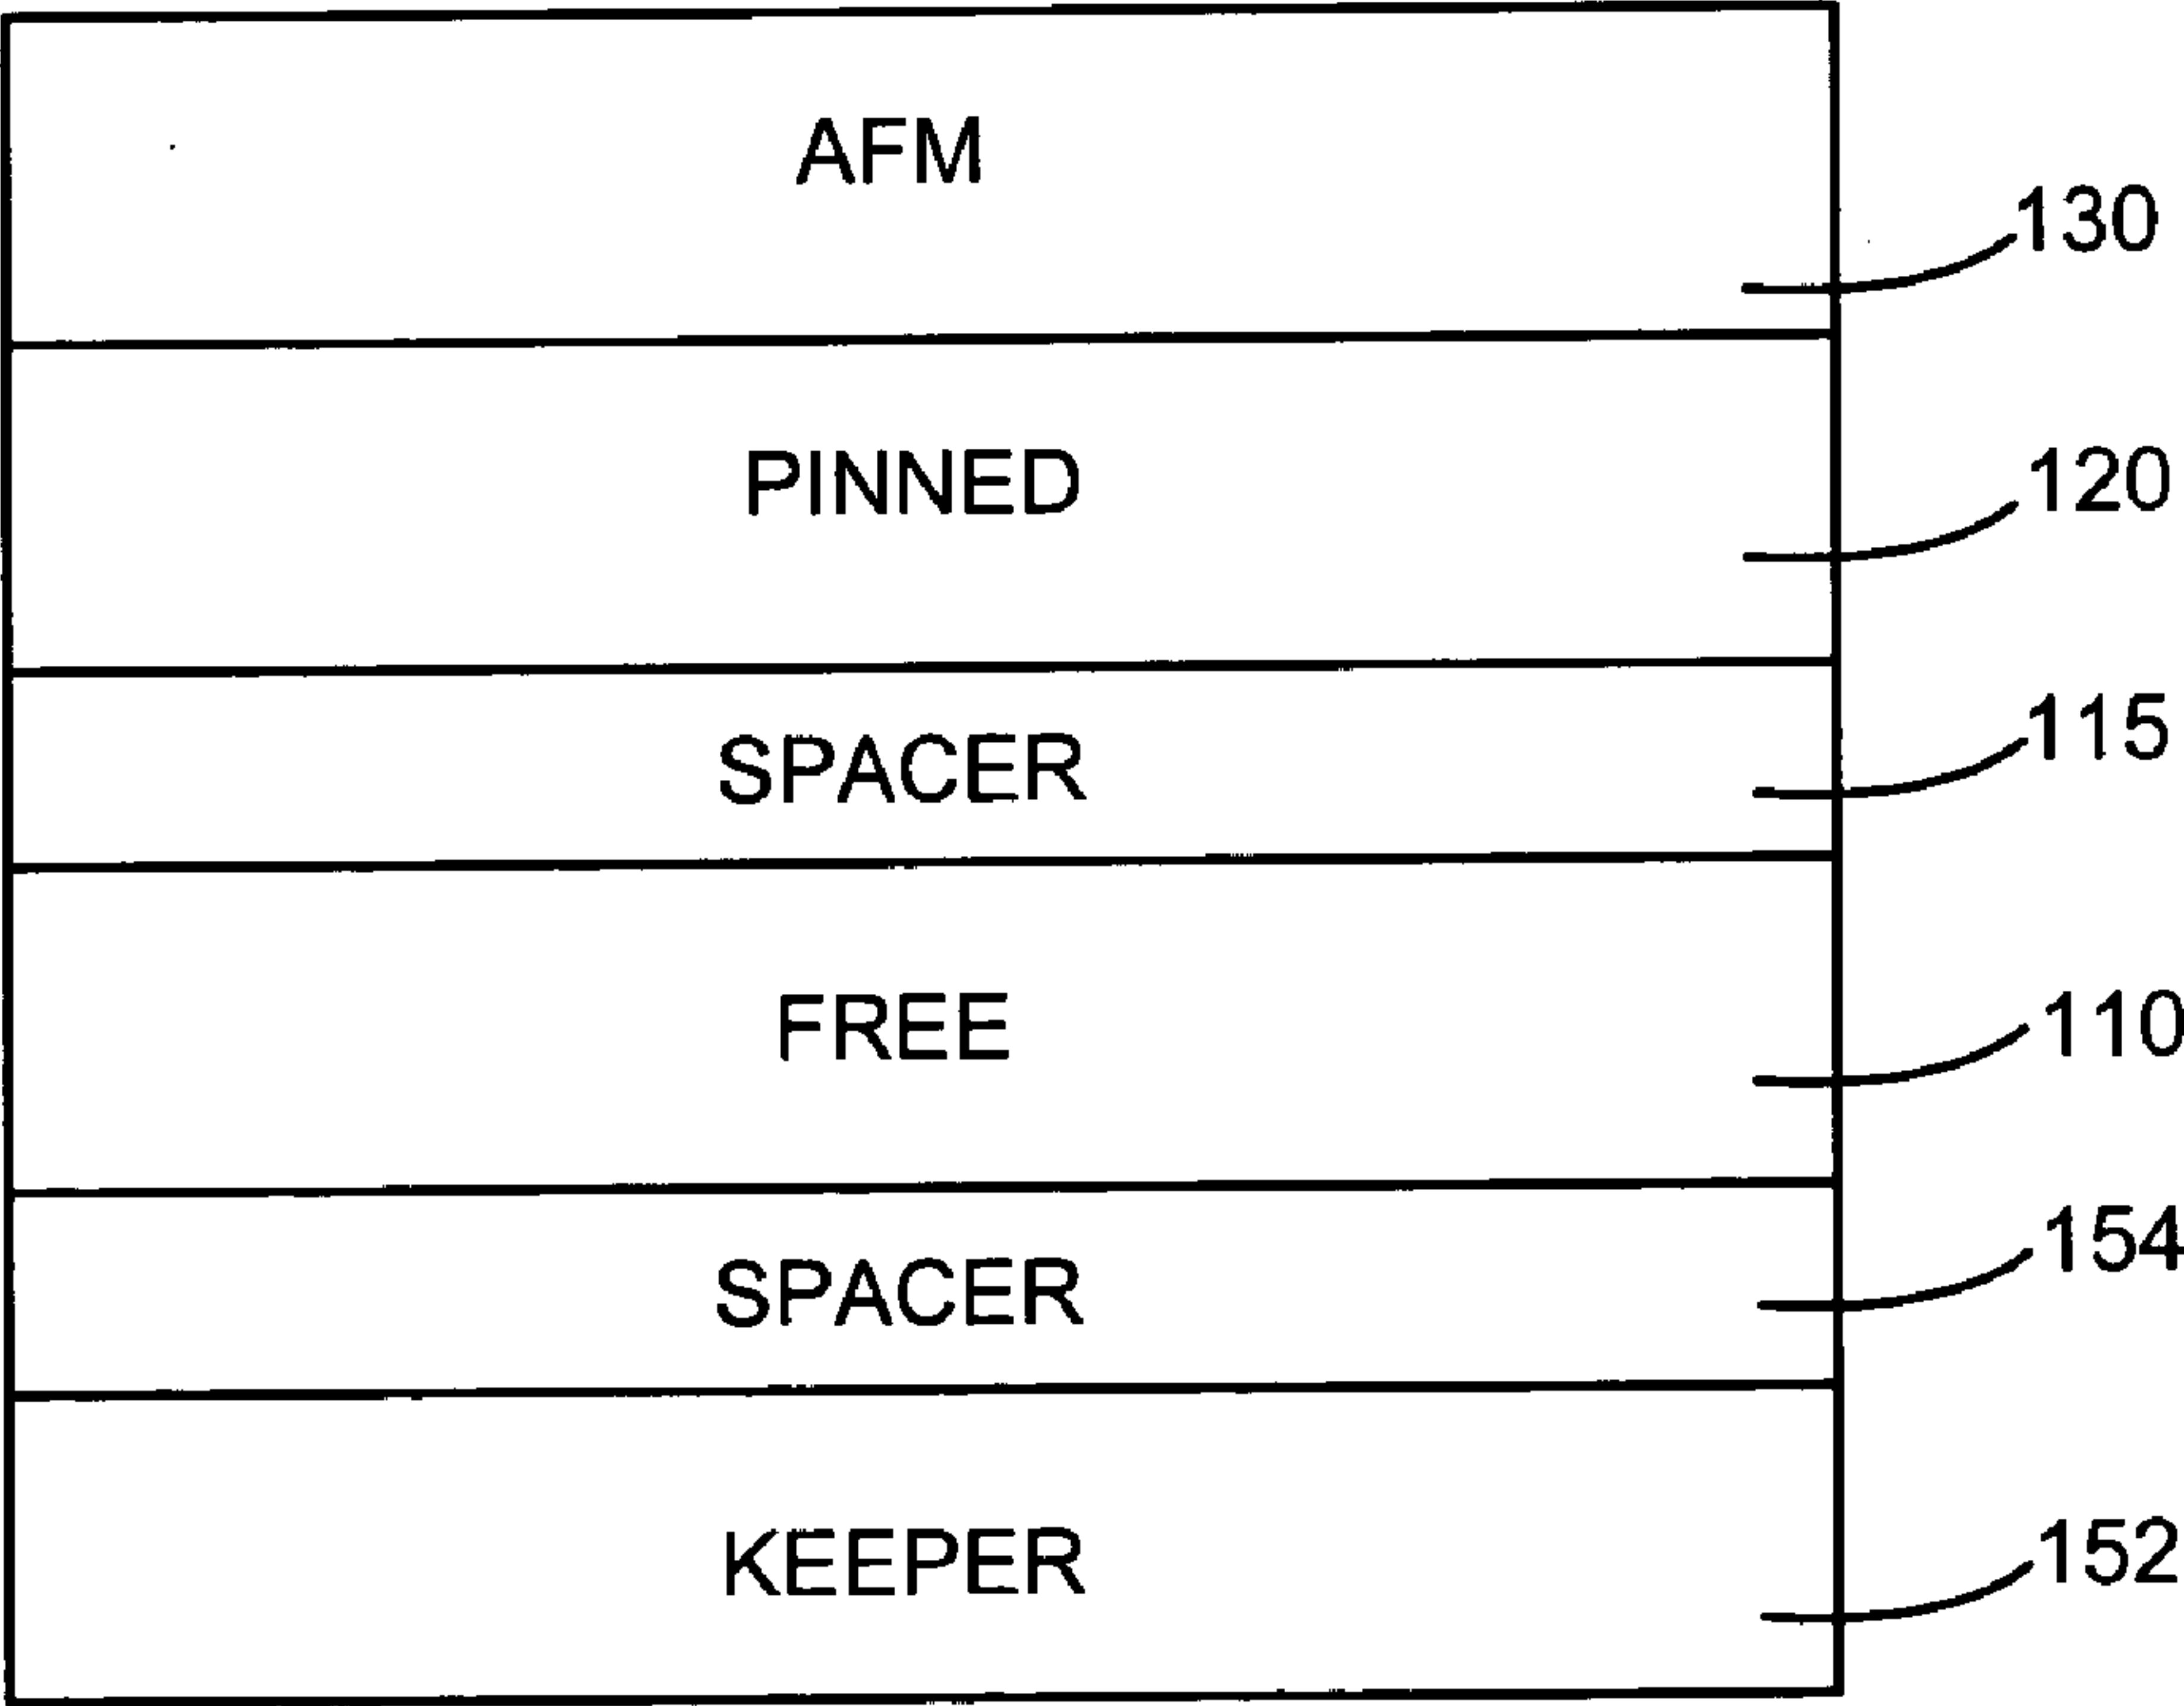 AFM
130
PINNED
120
SPACER
115
FREE
110
SPACER
154
KEEPER
152